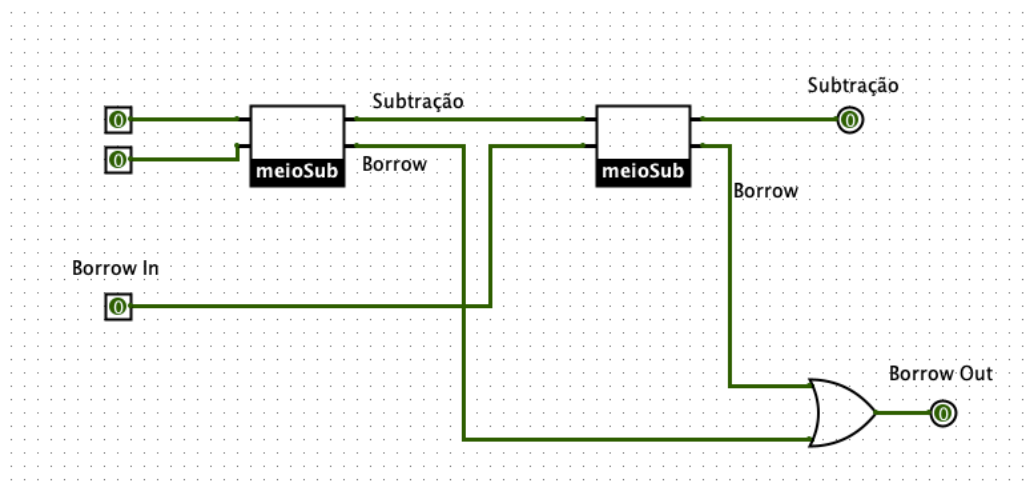 Subtração
Subtração
0
0
0
meioSub
Borrow
meioSub
Borrow
Borrow In
0
Borrow Out
0